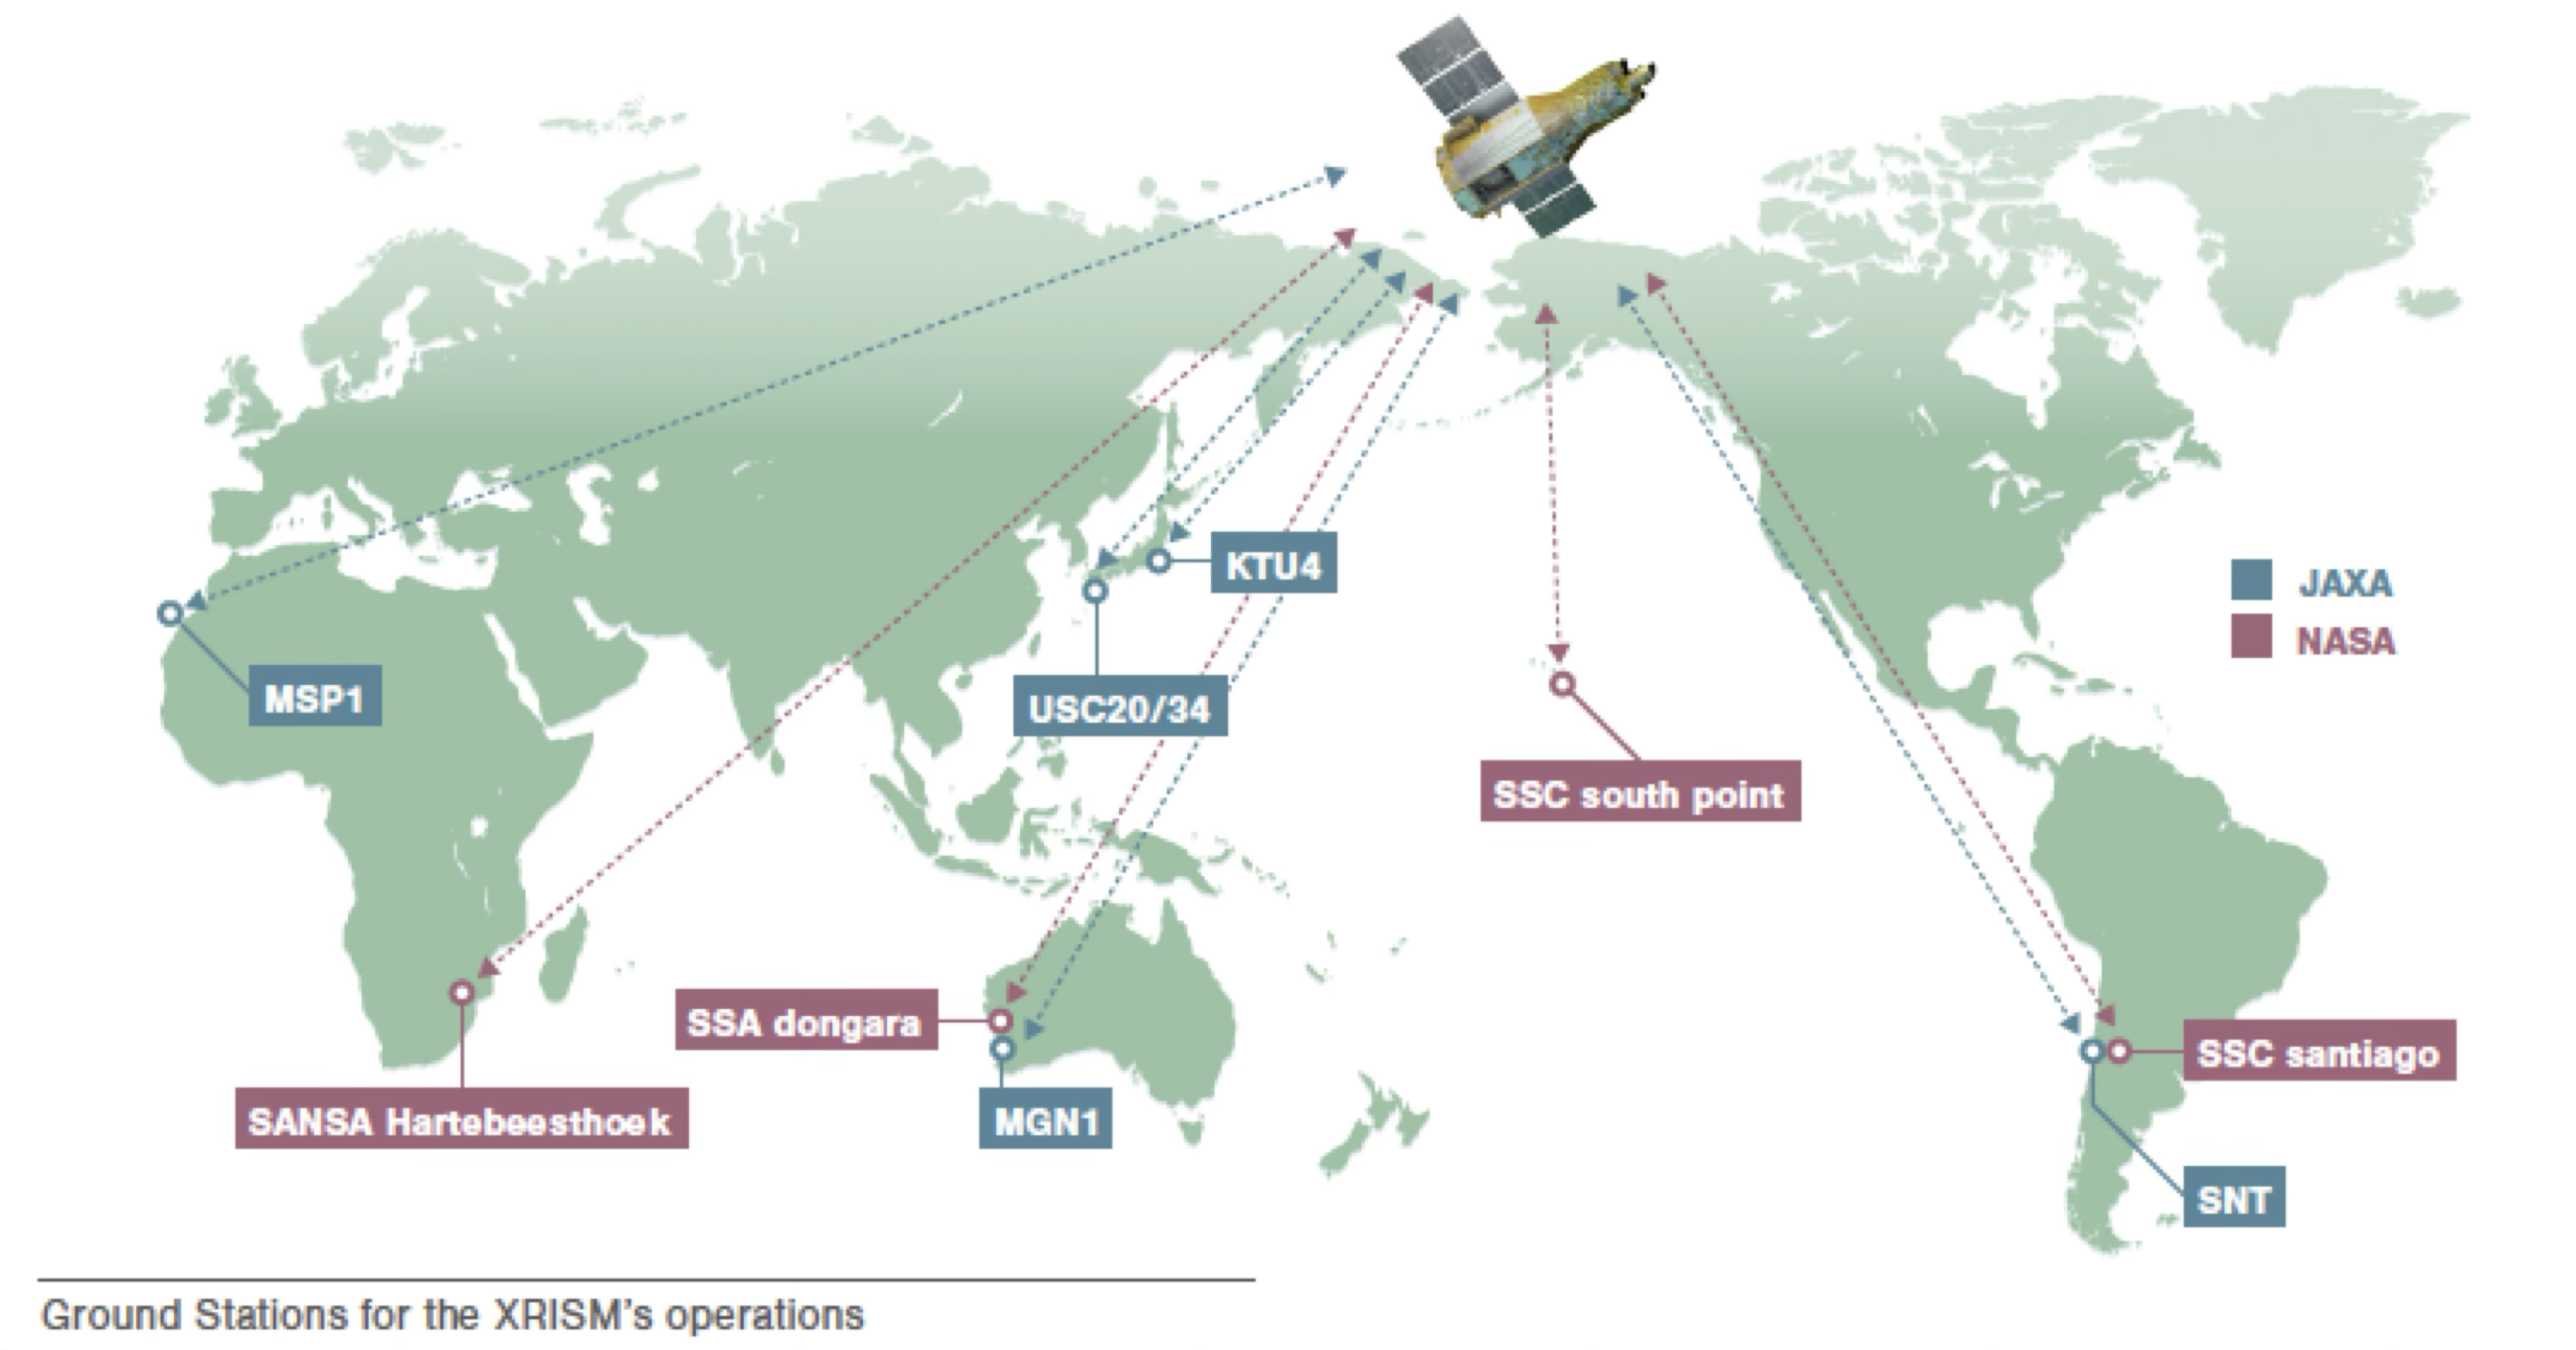 KTU4
JAXA
NASA
MSP1
USC20/34
SSC south point
SSA dongara
SSC santiago
SANSA Hartebeesthoek
MGN1
SNT
Ground Stations for the XRISM's operations